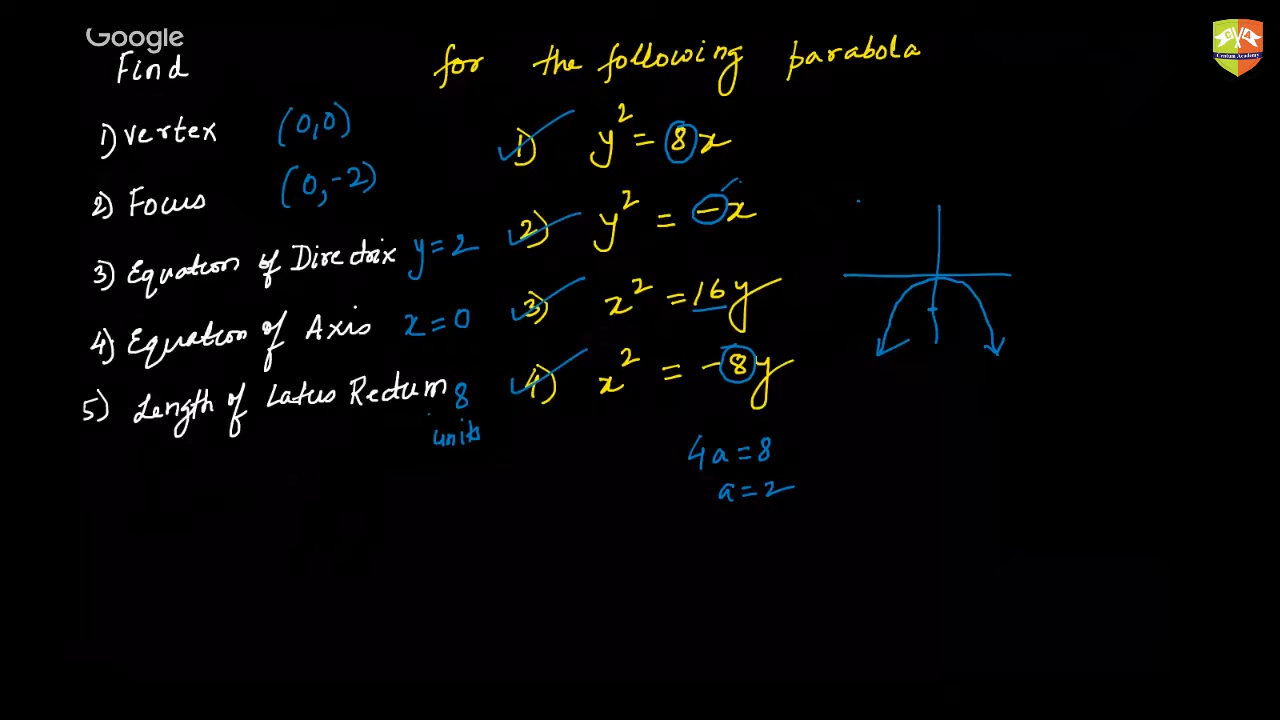 Google
Find for the following parabola
1) Vertex (0,0)
1) y² = 8x
2) Focus (0,-2)
2) y² = -x
3) Equation of Directrix y=2
3) x² = 16y
4) Equation of Axis x=0
4) x² = -8y
5) Length of Latus Rectum 8 units
4a=8
a=2
Centum Academy